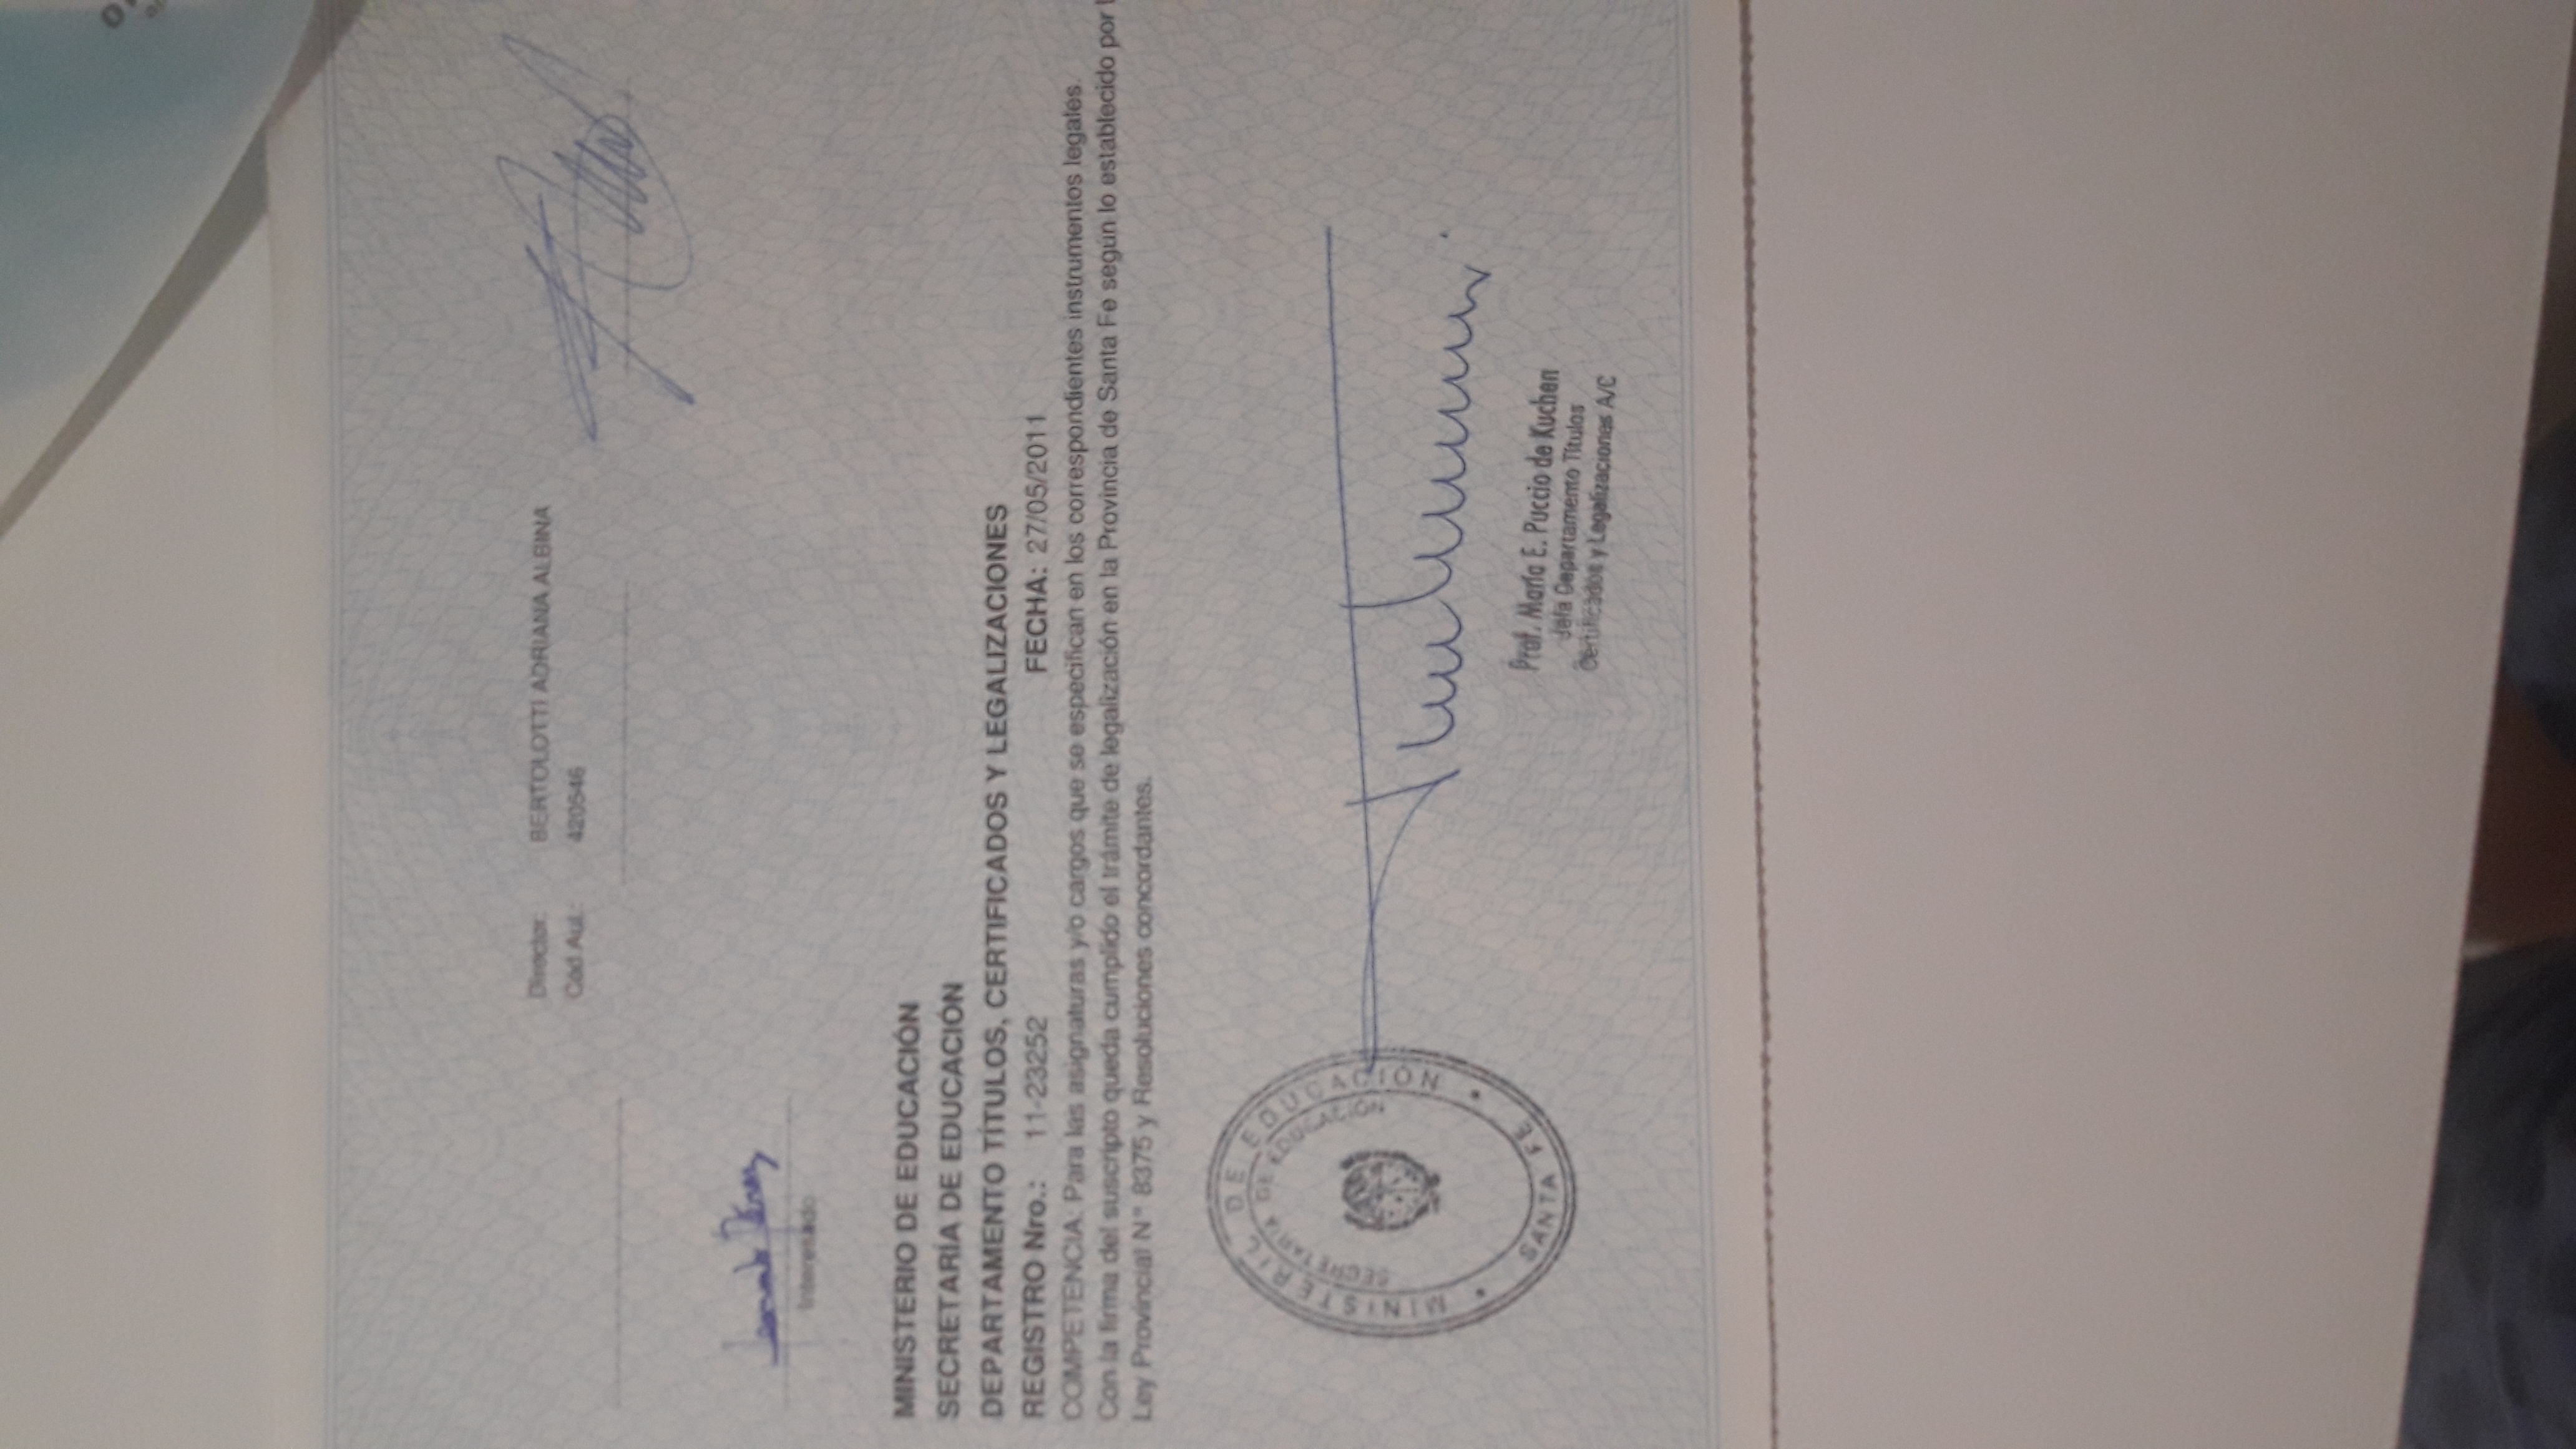 Director: BERTOLOTTI ADRIANA ALBINA
Cód Aut.: 420546
Leonardo Pérez
Interesado
MINISTERIO DE EDUCACIÓN
SECRETARÍA DE EDUCACIÓN
DEPARTAMENTO TÍTULOS, CERTIFICADOS Y LEGALIZACIONES
REGISTRO Nro.: 11-23252 FECHA: 27/05/2011
COMPETENCIA: Para las asignaturas y/o cargos que se especifican en los correspondientes instrumentos legales.
Con la firma del suscripto queda cumplido el trámite de legalización en la Provincia de Santa Fe según lo establecido por
Ley Provincial N° 8375 y Resoluciones concordantes.
MINISTERIO DE EDUCACIÓN
SECRETARÍA DE EDUCACIÓN
SANTA FE
Prof. María E. Puccio de Kuchen
Jefa Departamento Títulos
Certificados y Legalizaciones A/C